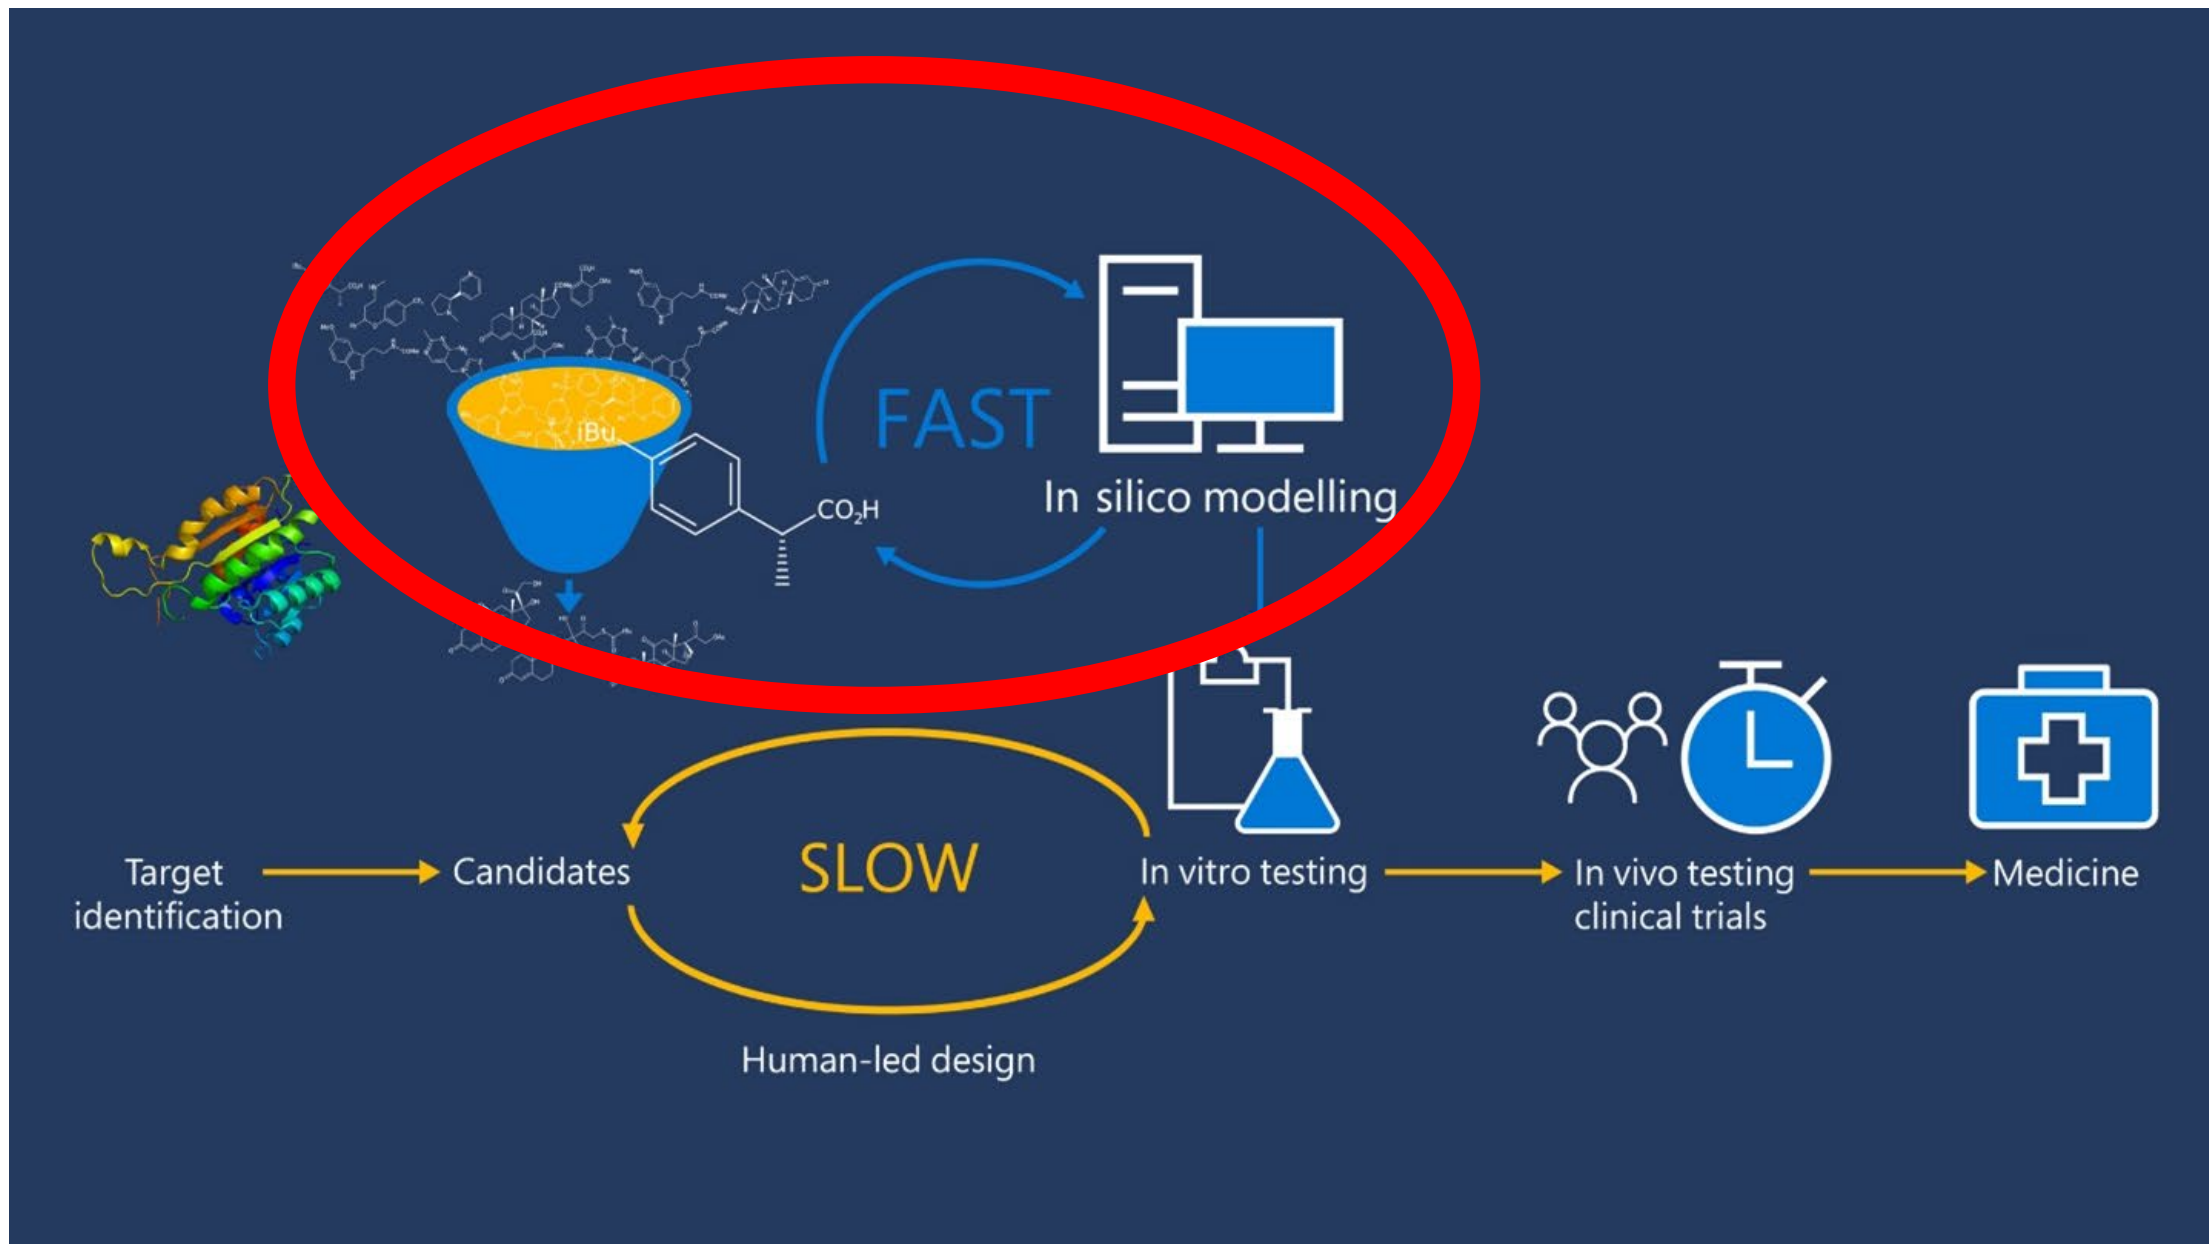 iBu
CO₂H
FAST
In silico modelling
SLOW
Target
identification
Candidates
In vitro testing
In vivo testing
clinical trials
Medicine
Human-led design